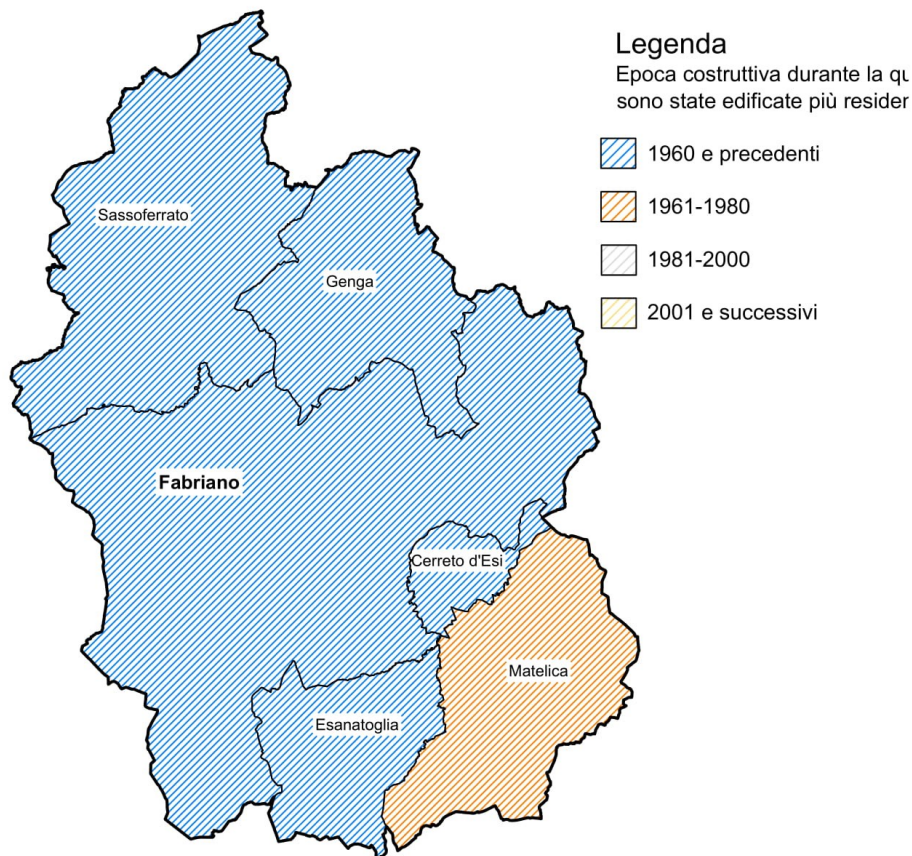 Legenda
Epoca costruttiva durante la
sono state edificate più
1960 e precedenti
1961-1980
1981-2000
2001 e successivi
Sassoferrato
Genga
Fabriano
Cerreto d'Esi
Matelica
Esanatoglia